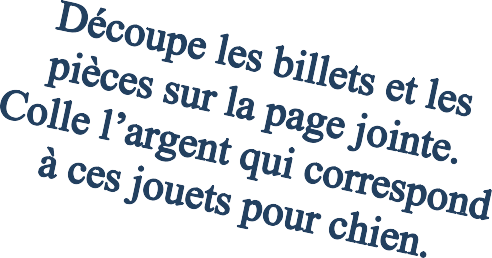 Découpe les billets et les
pièces sur la page jointe.
Colle l’argent qui correspond
à ces jouets pour chien.